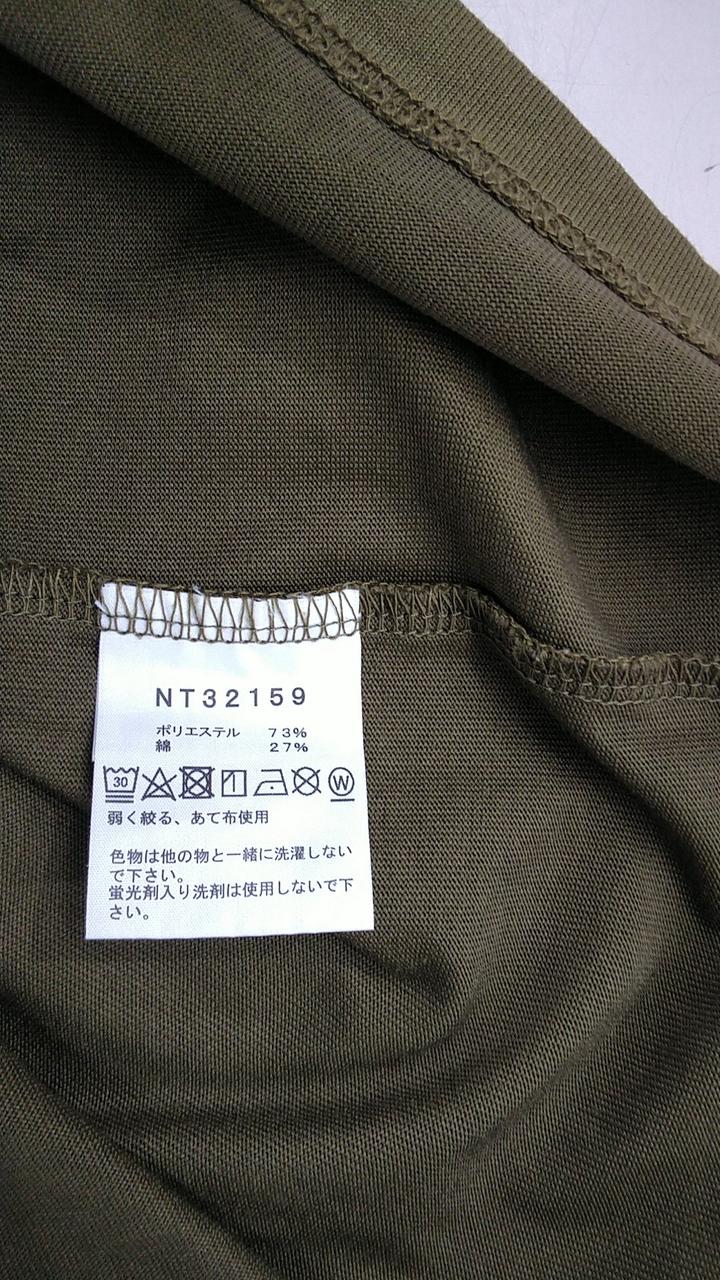 NT32159
ポリエステル 73%
綿 27%
30 W
弱く絞る、あて布使用
色物は他の物と一緒に洗濯しない
で下さい。
蛍光剤入り洗剤は使用しないで下
さい。